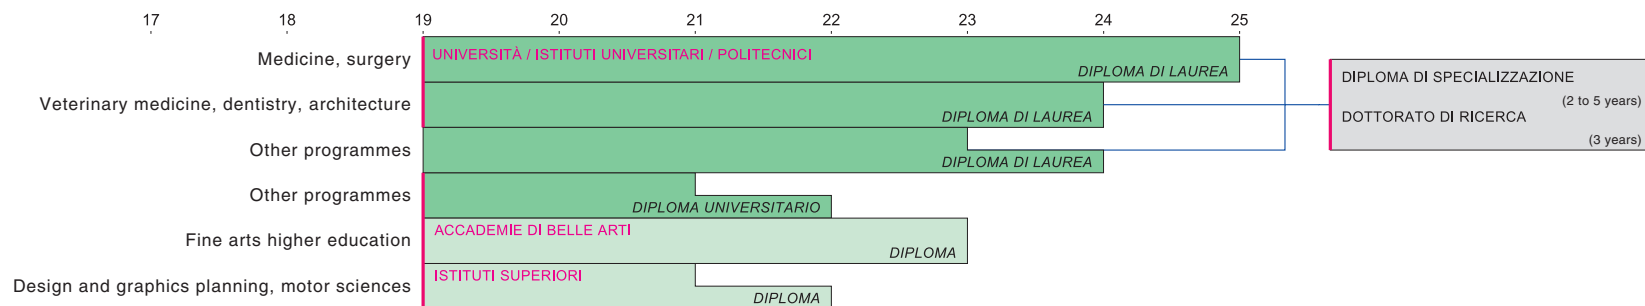 17 18 19 20 21 22 23 24 25
Medicine, surgery
UNIVERSITÀ / ISTITUTI UNIVERSITARI / POLITECNICI
DIPLOMA DI LAUREA
Veterinary medicine, dentistry, architecture
DIPLOMA DI LAUREA
Other programmes
DIPLOMA DI LAUREA
Other programmes
DIPLOMA UNIVERSITARIO
Fine arts higher education
ACCADEMIE DI BELLE ARTI
DIPLOMA
Design and graphics planning, motor sciences
ISTITUTI SUPERIORI
DIPLOMA
DIPLOMA DI SPECIALIZZAZIONE
(2 to 5 years)
DOTTORATO DI RICERCA
(3 years)